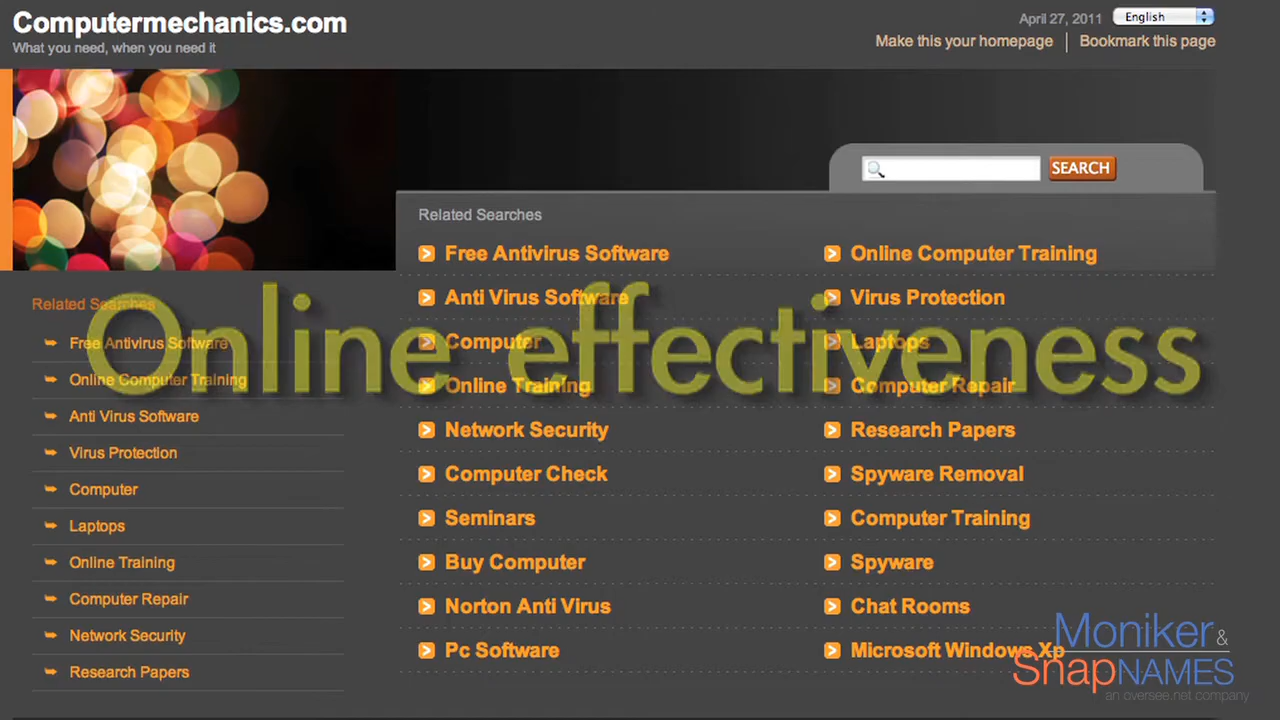 Computermechanics.com
What you need, when you need it
April 27, 2011
English
Make this your homepage
Bookmark this page
SEARCH
Related Searches
Free Antivirus Software
Online Computer Training
Anti Virus Software
Virus Protection
Computer
Laptops
Online Training
Computer Repair
Network Security
Research Papers
Computer Check
Spyware Removal
Seminars
Computer Training
Buy Computer
Spyware
Norton Anti Virus
Chat Rooms
Pc Software
Microsoft Windows Xp
Related Searches
Free Antivirus Software
Online Computer Training
Anti Virus Software
Virus Protection
Computer
Laptops
Online Training
Computer Repair
Network Security
Research Papers
Online effectiveness
Moniker &
SnapNAMES
an oversee.net company